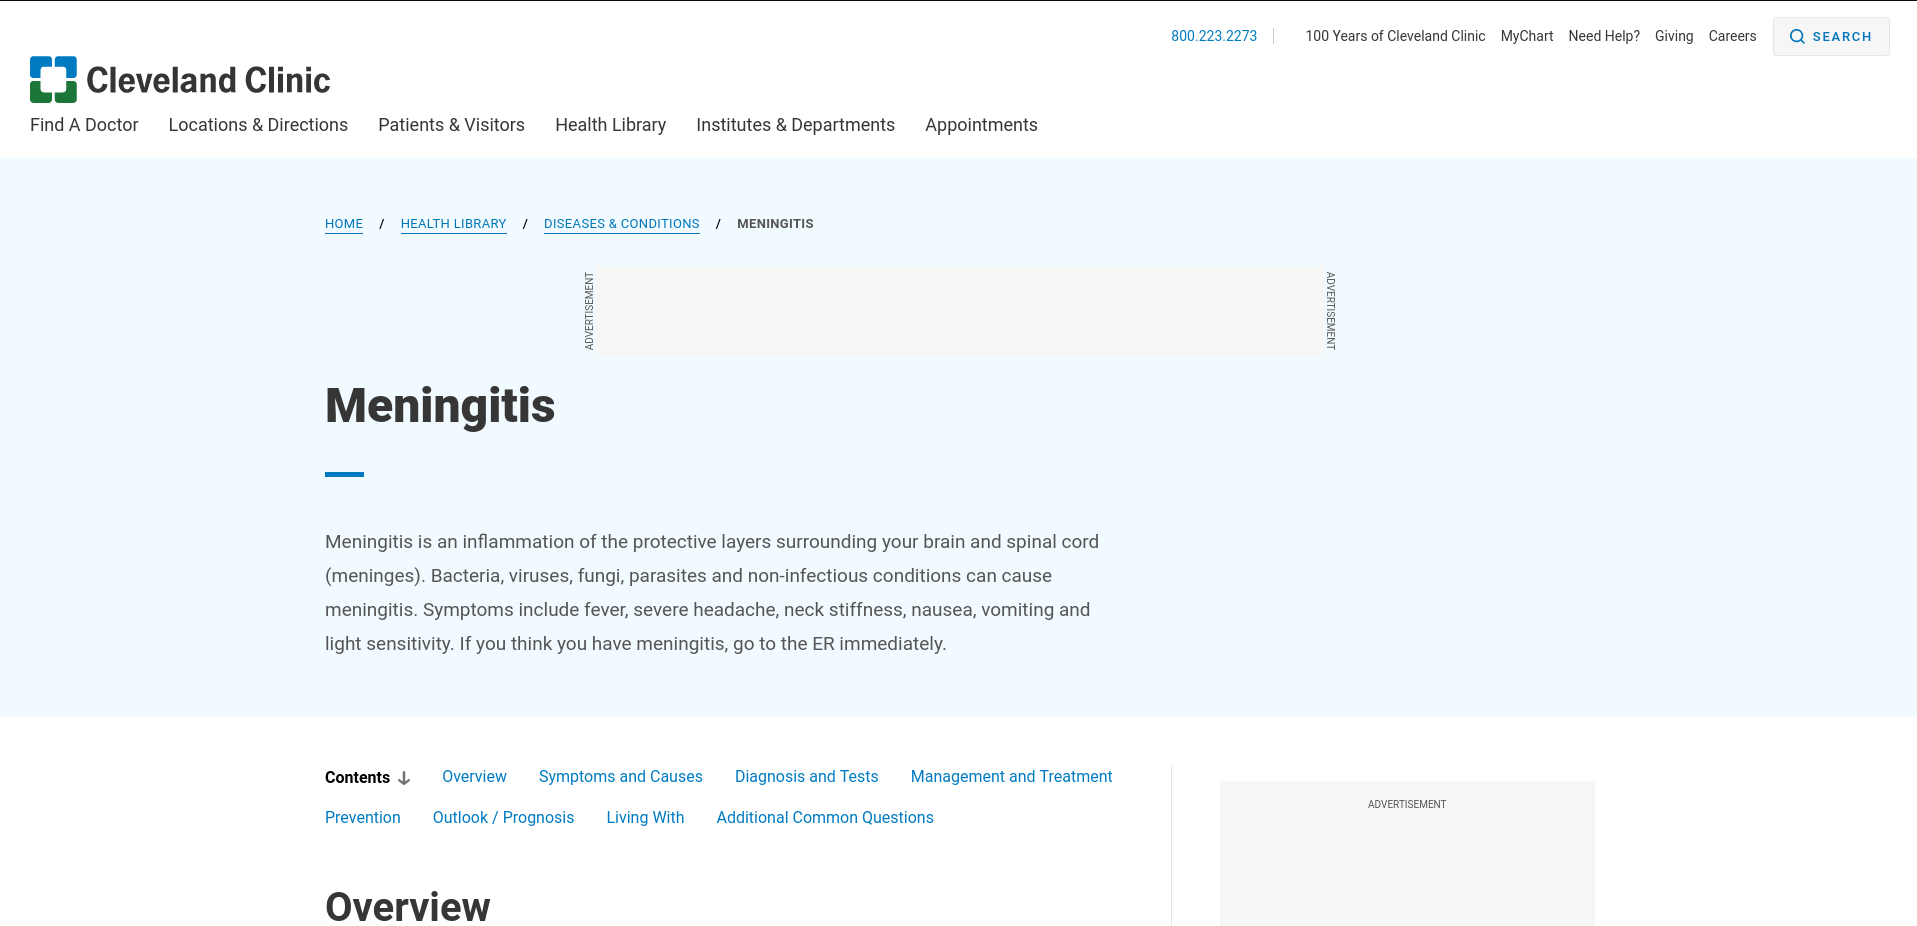 800.223.2273 100 Years of Cleveland Clinic MyChart Need Help? Giving Careers SEARCH
Cleveland Clinic
Find A Doctor Locations & Directions Patients & Visitors Health Library Institutes & Departments Appointments
HOME / HEALTH LIBRARY / DISEASES & CONDITIONS / MENINGITIS
ADVERTISEMENT
ADVERTISEMENT
Meningitis
Meningitis is an inflammation of the protective layers surrounding your brain and spinal cord
(meninges). Bacteria, viruses, fungi, parasites and non-infectious conditions can cause
meningitis. Symptoms include fever, severe headache, neck stiffness, nausea, vomiting and
light sensitivity. If you think you have meningitis, go to the ER immediately.
Contents Overview Symptoms and Causes Diagnosis and Tests Management and Treatment
Prevention Outlook / Prognosis Living With Additional Common Questions
ADVERTISEMENT
Overview